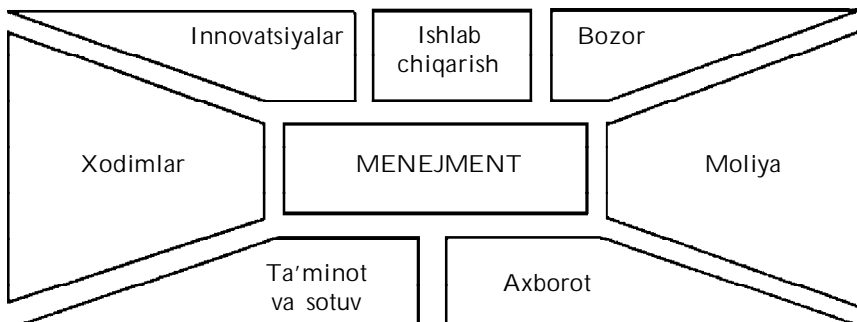 Innovatsiyalar
Ishlab
chiqarish
Bozor
Xodimlar
MENEJMENT
Moliya
Ta'minot
va sotuv
Axborot